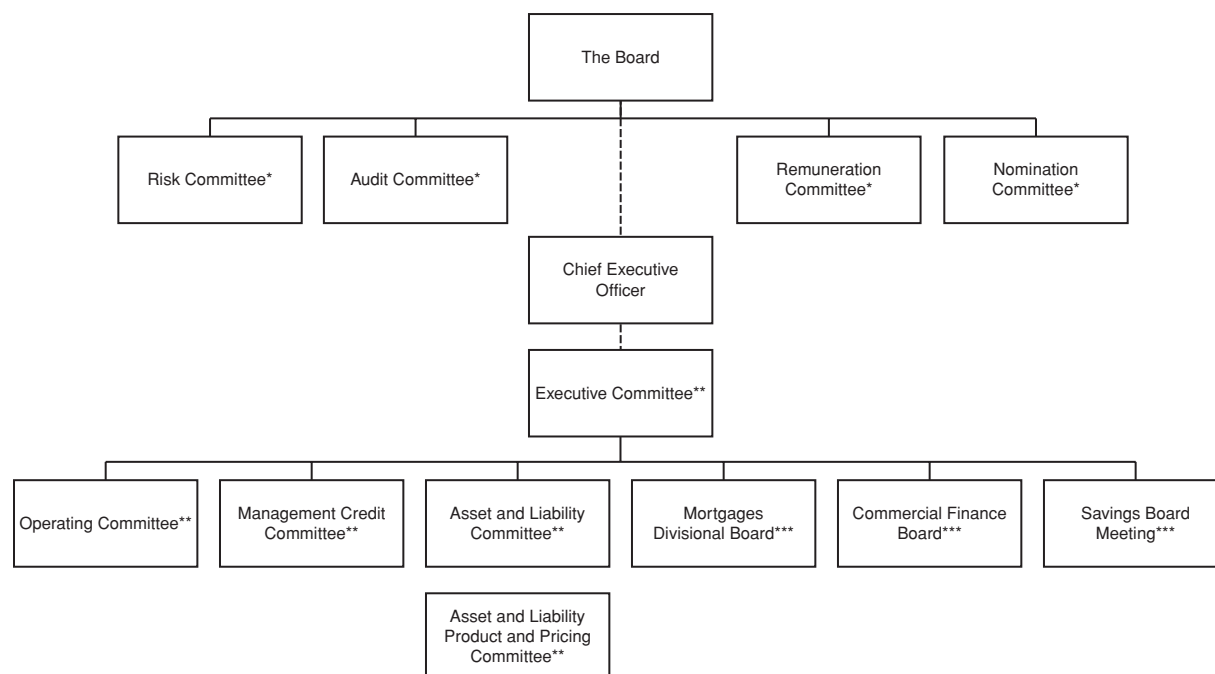 The Board
Risk Committee*
Audit Committee*
Remuneration
Committee*
Nomination
Committee*
Chief Executive
Officer
Executive Committee**
Operating Committee**
Management Credit
Committee**
Asset and Liability
Committee**
Mortgages
Divisional Board***
Commercial Finance
Board***
Savings Board
Meeting***
Asset and Liability
Product and Pricing
Committee**